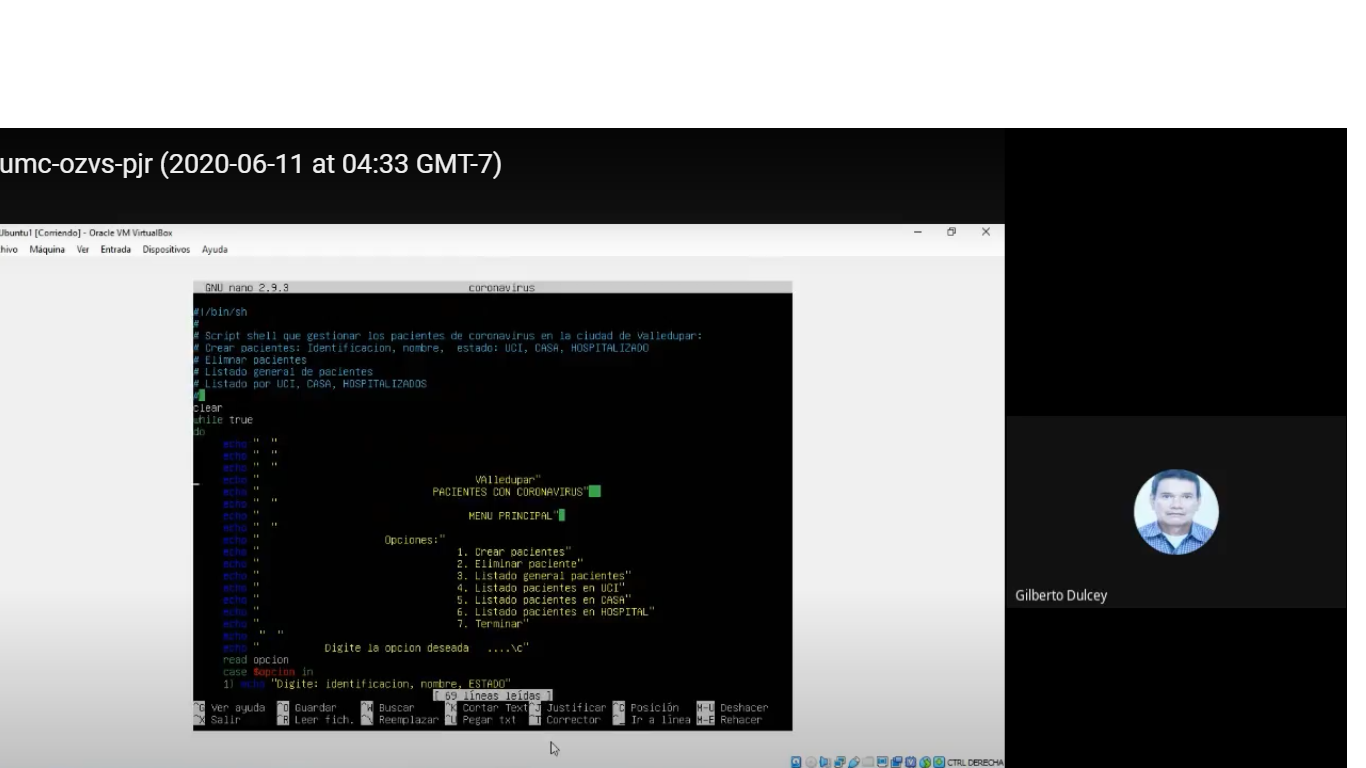 umc-ozvs-pjr (2020-06-11 at 04:33 GMT-7)
Ubuntu1 [Corriendo] - Oracle VM VirtualBox
hivo Máquina Ver Entrada Dispositivos Ayuda
GNU nano 2.9.3 coronavirus
#!/bin/sh
#
# Script shell que gestionar los pacientes de coronavirus en la ciudad de Valledupar:
# Crear pacientes: Identificacion, nombre, estado: UCI, CASA, HOSPITALIZADO
# Elimnar pacientes
# Listado general de pacientes
# Listado por UCI, CASA, HOSPITALIZADOS
#
clear
while true
do
echo " "
echo " "
echo " "
echo " VAlledupar"
echo " PACIENTES CON CORONAVIRUS"
echo " "
echo " MENU PRINCIPAL"
echo " "
echo " Opciones:"
echo " 1. Crear pacientes"
echo " 2. Eliminar paciente"
echo " 3. Listado general pacientes"
echo " 4. Listado pacientes en UCI"
echo " 5. Listado pacientes en CASA"
echo " 6. Listado pacientes en HOSPITAL"
echo " 7. Terminar"
echo " "
echo " Digite la opcion deseada ....\c"
read opcion
case $opcion in
1) echo "Digite: identificacion, nombre, ESTADO"
[ 69 líneas leídas ]
^G Ver ayuda ^O Guardar ^W Buscar ^K Cortar Text ^J Justificar ^C Posición M-U Deshacer
^X Salir ^R Leer fich. ^\ Reemplazar ^U Pegar txt ^T Corrector ^_ Ir a línea M-E Rehacer
CTRL DERECHA
Gilberto Dulcey